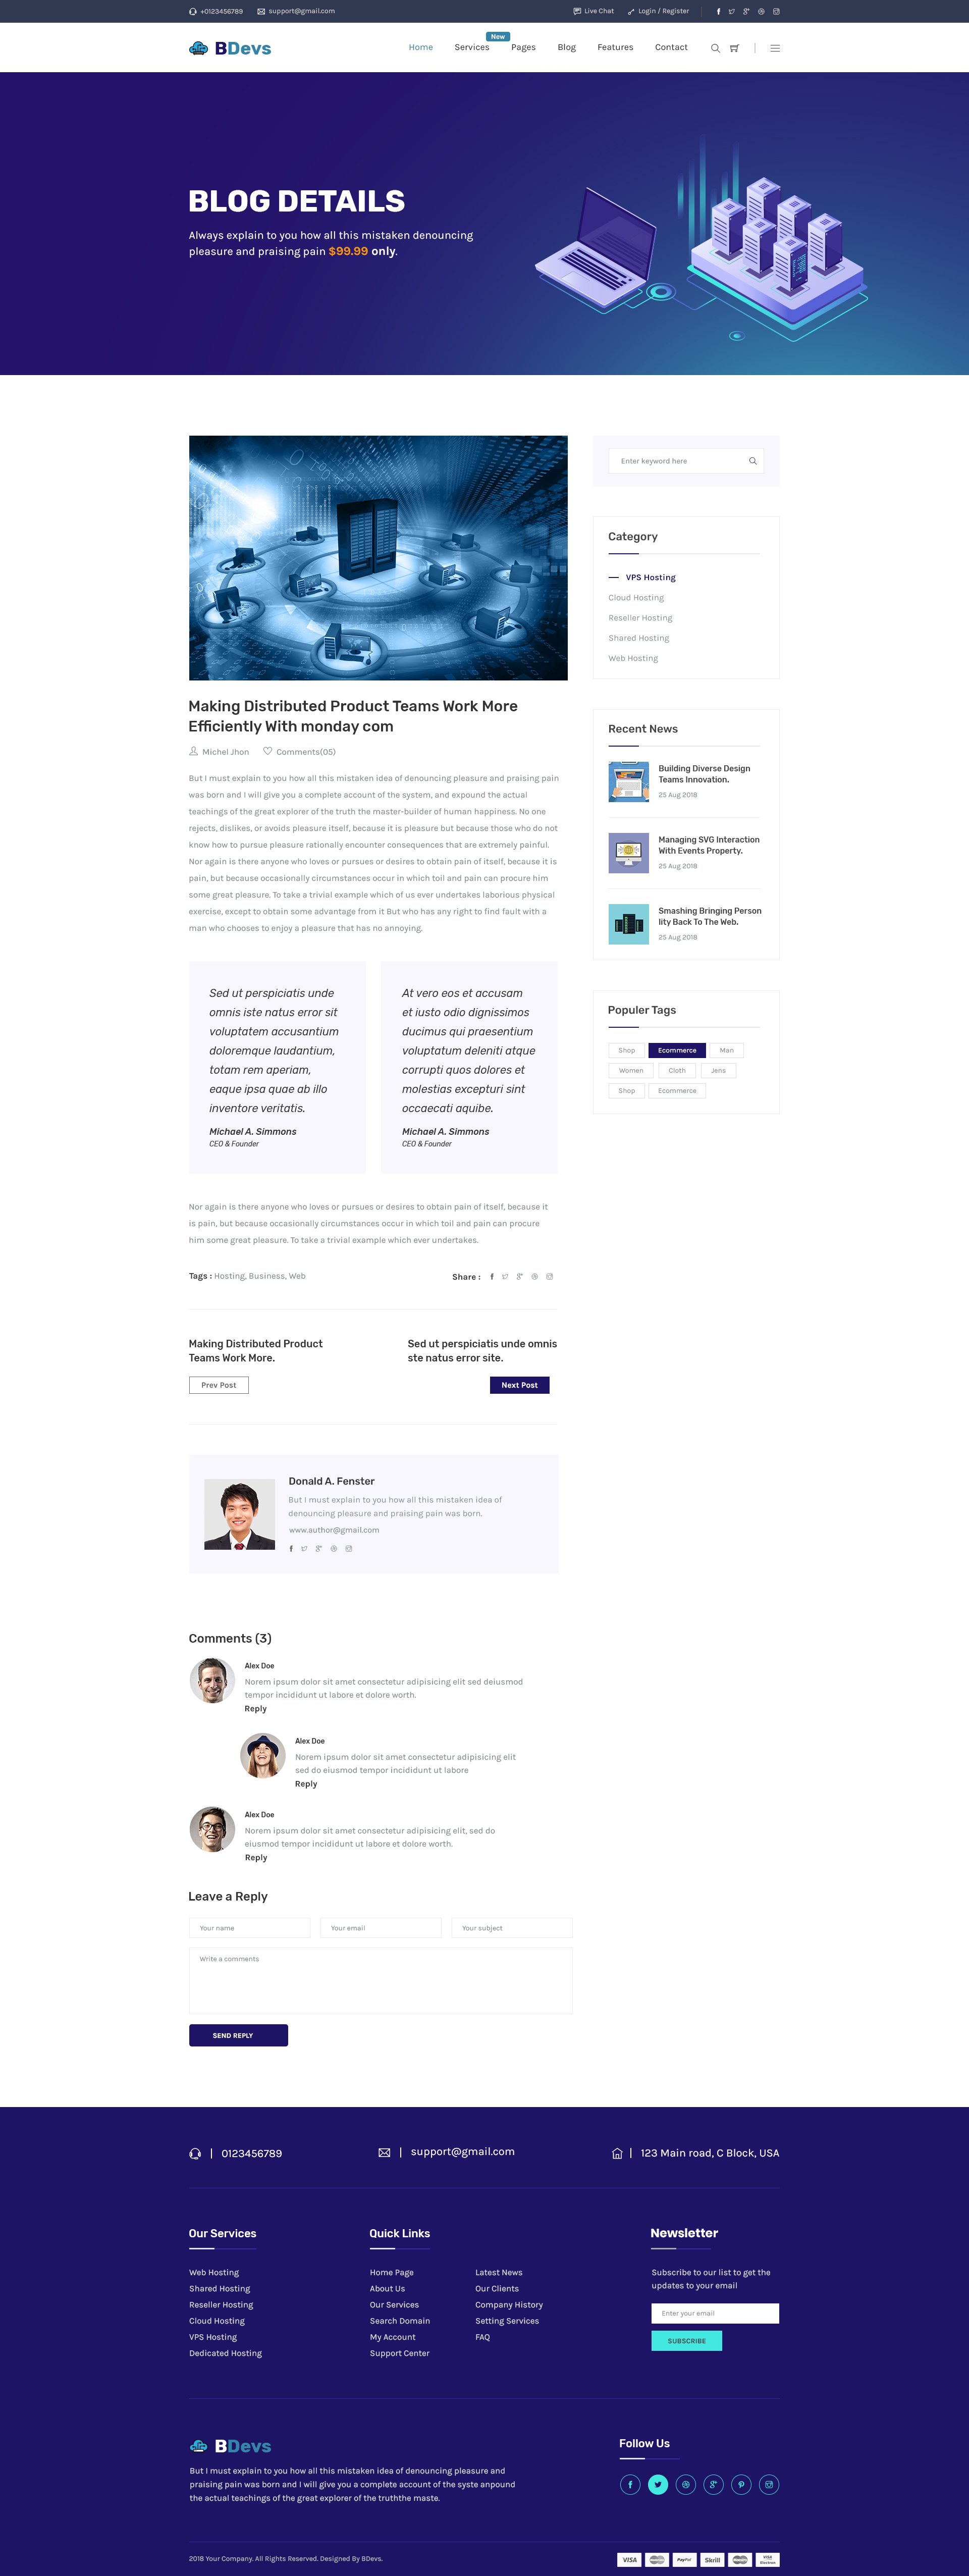 +0123456789
support@gmail.com
Live Chat
Login / Register
BDevs
Home
Services
New
Pages
Blog
Features
Contact
BLOG DETAILS
Always explain to you how all this mistaken denouncing
pleasure and praising pain $99.99 only.
Making Distributed Product Teams Work More
Efficiently With monday com
Michel Jhon
Comments(05)
But I must explain to you how all this mistaken idea of denouncing pleasure and praising pain
was born and I will give you a complete account of the system, and expound the actual
teachings of the great explorer of the truth the master-builder of human happiness. No one
rejects, dislikes, or avoids pleasure itself, because it is pleasure but because those who do not
know how to pursue pleasure rationally encounter consequences that are extremely painful.
Nor again is there anyone who loves or pursues or desires to obtain pain of itself, because it is
pain, but because occasionally circumstances occur in which toil and pain can procure him
some great pleasure. To take a trivial example which of us ever undertakes laborious physical
exercise, except to obtain some advantage from it But who has any right to find fault with a
man who chooses to enjoy a pleasure that has no annoying.
Sed ut perspiciatis unde
omnis iste natus error sit
voluptatem accusantium
doloremque laudantium,
totam rem aperiam,
eaque ipsa quae ab illo
inventore veritatis.
Michael A. Simmons
CEO & Founder
At vero eos et accusam
et iusto odio dignissimos
ducimus qui praesentium
voluptatum deleniti atque
corrupti quos dolores et
molestias excepturi sint
occaecati aquibe.
Michael A. Simmons
CEO & Founder
Nor again is there anyone who loves or pursues or desires to obtain pain of itself, because it
is pain, but because occasionally circumstances occur in which toil and pain can procure
him some great pleasure. To take a trivial example which ever undertakes.
Tags : Hosting, Business, Web
Share :
Making Distributed Product
Teams Work More.
Prev Post
Sed ut perspiciatis unde omnis
ste natus error site.
Next Post
Donald A. Fenster
But I must explain to you how all this mistaken idea of
denouncing pleasure and praising pain was born.
www.author@gmail.com
Comments (3)
Alex Doe
Norem ipsum dolor sit amet consectetur adipisicing elit sed deiusmod
tempor incididunt ut labore et dolore worth.
Reply
Alex Doe
Norem ipsum dolor sit amet consectetur adipisicing elit
sed do eiusmod tempor incididunt ut labore
Reply
Alex Doe
Norem ipsum dolor sit amet consectetur adipisicing elit, sed do
eiusmod tempor incididunt ut labore et dolore worth.
Reply
Leave a Reply
Your name
Your email
Your subject
Write a comments
SEND REPLY
Enter keyword here
Category
VPS Hosting
Cloud Hosting
Reseller Hosting
Shared Hosting
Web Hosting
Recent News
Building Diverse Design
Teams Innovation.
25 Aug 2018
Managing SVG Interaction
With Events Property.
25 Aug 2018
Smashing Bringing Person
lity Back To The Web.
25 Aug 2018
Populer Tags
Shop
Ecommerce
Man
Women
Cloth
Jens
Shop
Ecommerce
0123456789
support@gmail.com
123 Main road, C Block, USA
Our Services
Web Hosting
Shared Hosting
Reseller Hosting
Cloud Hosting
VPS Hosting
Dedicated Hosting
Quick Links
Home Page
About Us
Our Services
Search Domain
My Account
Support Center
Latest News
Our Clients
Company History
Setting Services
FAQ
Newsletter
Subscribe to our list to get the
updates to your email
Enter your email
SUBSCRIBE
BDevs
But I must explain to you how all this mistaken idea of denouncing pleasure and
praising pain was born and I will give you a complete account of the syste anpound
the actual teachings of the great explorer of the truththe maste.
Follow Us
2018 Your Company. All Rights Reserved. Designed By BDevs.
VISA
PayPal
Skrill
VISA
Electron